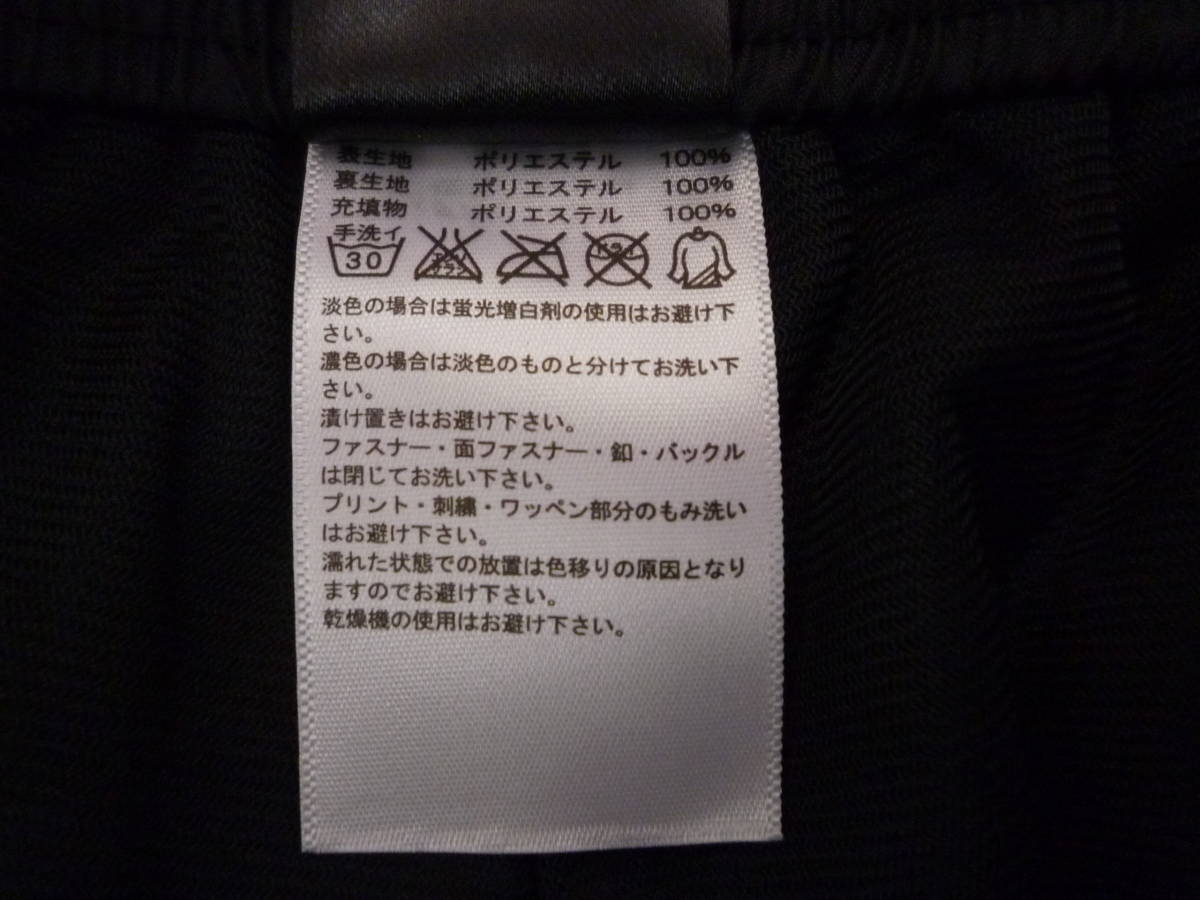 表生地 ポリエステル 100%
裏生地 ポリエステル 100%
充填物 ポリエステル 100%
手洗イ
30 エンソ サラシ ドライ
淡色の場合は蛍光増白剤の使用はお避け下
さい。
濃色の場合は淡色のものと分けてお洗い下
さい。
漬け置きはお避け下さい。
ファスナー・面ファスナー・釦・バックル
は閉じてお洗い下さい。
プリント・刺繍・ワッペン部分のもみ洗い
はお避け下さい。
濡れた状態での放置は色移りの原因となり
ますのでお避け下さい。
乾燥機の使用はお避け下さい。